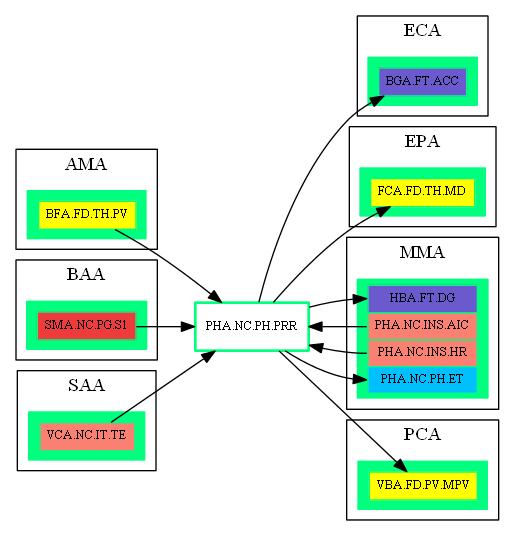 ECA
BGA.FT.ACC
EPA
FCA.FD.TH.MD
AMA
BFA.FD.TH.PV
BAA
SMA.NC.PG.S1
SAA
VCA.NC.IT.TE
PHA.NC.PH.PRR
MMA
HBA.FT.DG
PHA.NC.INS.AIC
PHA.NC.INS.HR
PHA.NC.PH.ET
PCA
VBA.FD.PV.MPV